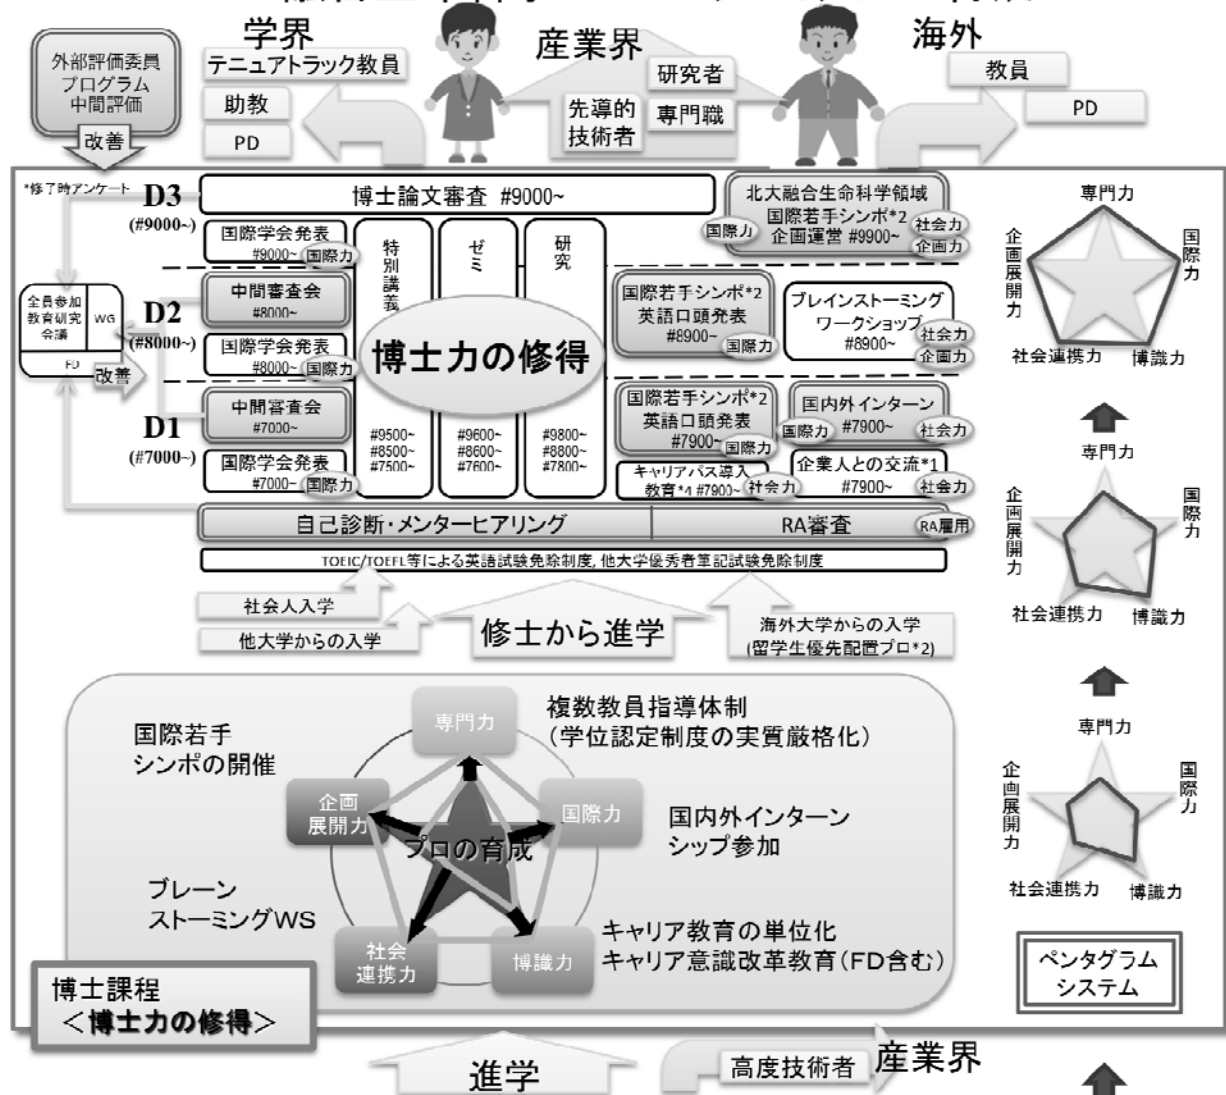 学界
産業界
海外
外部評価委員
プログラム
中間評価
改善
テニュアトラック教員
助教
PD
研究者
先導的
技術者
専門職
教員
PD
*修了時アンケート
D3
(#9000~)
博士論文審査 #9000~
北大融合生命科学領域
国際若手シンポ*2
企画運営 #9900~
国際力
社会力
企画力
国際学会発表
#9000~
国際力
特別講義
ゼミ
研究
全員参加
教育研究
会議
WG
FD
改善
D2
(#8000~)
中間審査会
#8000~
国際学会発表
#8000~
国際力
博士力の修得
国際若手シンポ*2
英語口頭発表
#8900~
国際力
ブレインストーミング
ワークショップ
#8900~
社会力
企画力
D1
(#7000~)
中間審査会
#7000~
国際学会発表
#7000~
国際力
#9500~
#8500~
#7500~
#9600~
#8600~
#7600~
#9800~
#8800~
#7800~
国際若手シンポ*2
英語口頭発表
#7900~
国際力
国内外インターン
#7900~
国際力
社会力
キャリアパス導入
教育*4 #7900~
社会力
企業人との交流*1
#7900~
社会力
自己診断・メンターヒアリング
RA審査
RA雇用
TOEIC/TOEFL等による英語試験免除制度, 他大学優秀者筆記試験免除制度
社会人入学
他大学からの入学
修士から進学
海外大学からの入学
(留学生優先配置プロ*2)
専門力
国際力
博識力
社会連携力
企画展開力
専門力
国際力
博識力
社会連携力
企画展開力
専門力
国際力
博識力
社会連携力
企画展開力
ペンタグラム
システム
国際若手
シンポの開催
専門力
複数教員指導体制
（学位認定制度の実質厳格化）
企画
展開力
プロの育成
国際力
国内外インターン
シップ参加
ブレーン
ストーミングWS
社会
連携力
博識力
キャリア教育の単位化
キャリア意識改革教育（FD含む）
博士課程
＜博士力の修得＞
進学
高度技術者
産業界